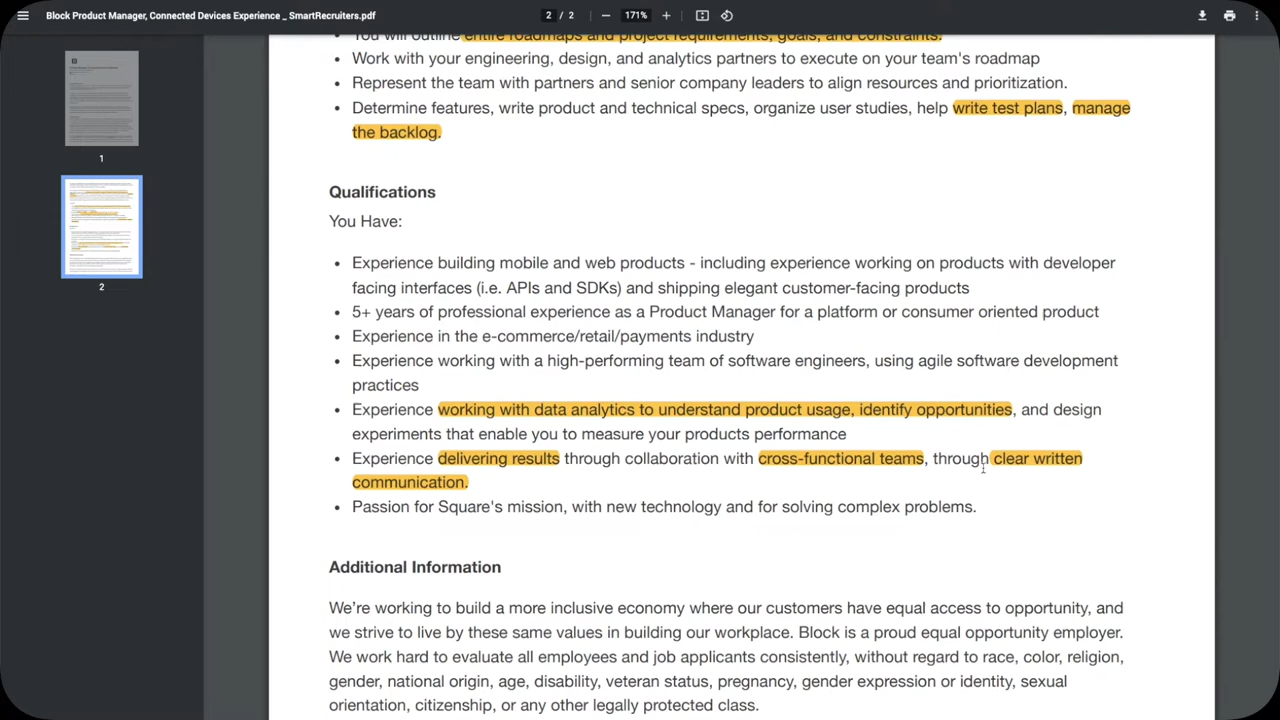 Block Product Manager, Connected Devices Experience _ SmartRecruiters.pdf
2 / 2
171%
1
2
You will outline entire roadmaps and project requirements, goals, and constraints.
Work with your engineering, design, and analytics partners to execute on your team's roadmap
Represent the team with partners and senior company leaders to align resources and prioritization.
Determine features, write product and technical specs, organize user studies, help write test plans, manage
the backlog.
Qualifications
You Have:
Experience building mobile and web products - including experience working on products with developer
facing interfaces (i.e. APIs and SDKs) and shipping elegant customer-facing products
5+ years of professional experience as a Product Manager for a platform or consumer oriented product
Experience in the e-commerce/retail/payments industry
Experience working with a high-performing team of software engineers, using agile software development
practices
Experience working with data analytics to understand product usage, identify opportunities, and design
experiments that enable you to measure your products performance
Experience delivering results through collaboration with cross-functional teams, through clear written
communication.
Passion for Square's mission, with new technology and for solving complex problems.
Additional Information
We’re working to build a more inclusive economy where our customers have equal access to opportunity, and
we strive to live by these same values in building our workplace. Block is a proud equal opportunity employer.
We work hard to evaluate all employees and job applicants consistently, without regard to race, color, religion,
gender, national origin, age, disability, veteran status, pregnancy, gender expression or identity, sexual
orientation, citizenship, or any other legally protected class.